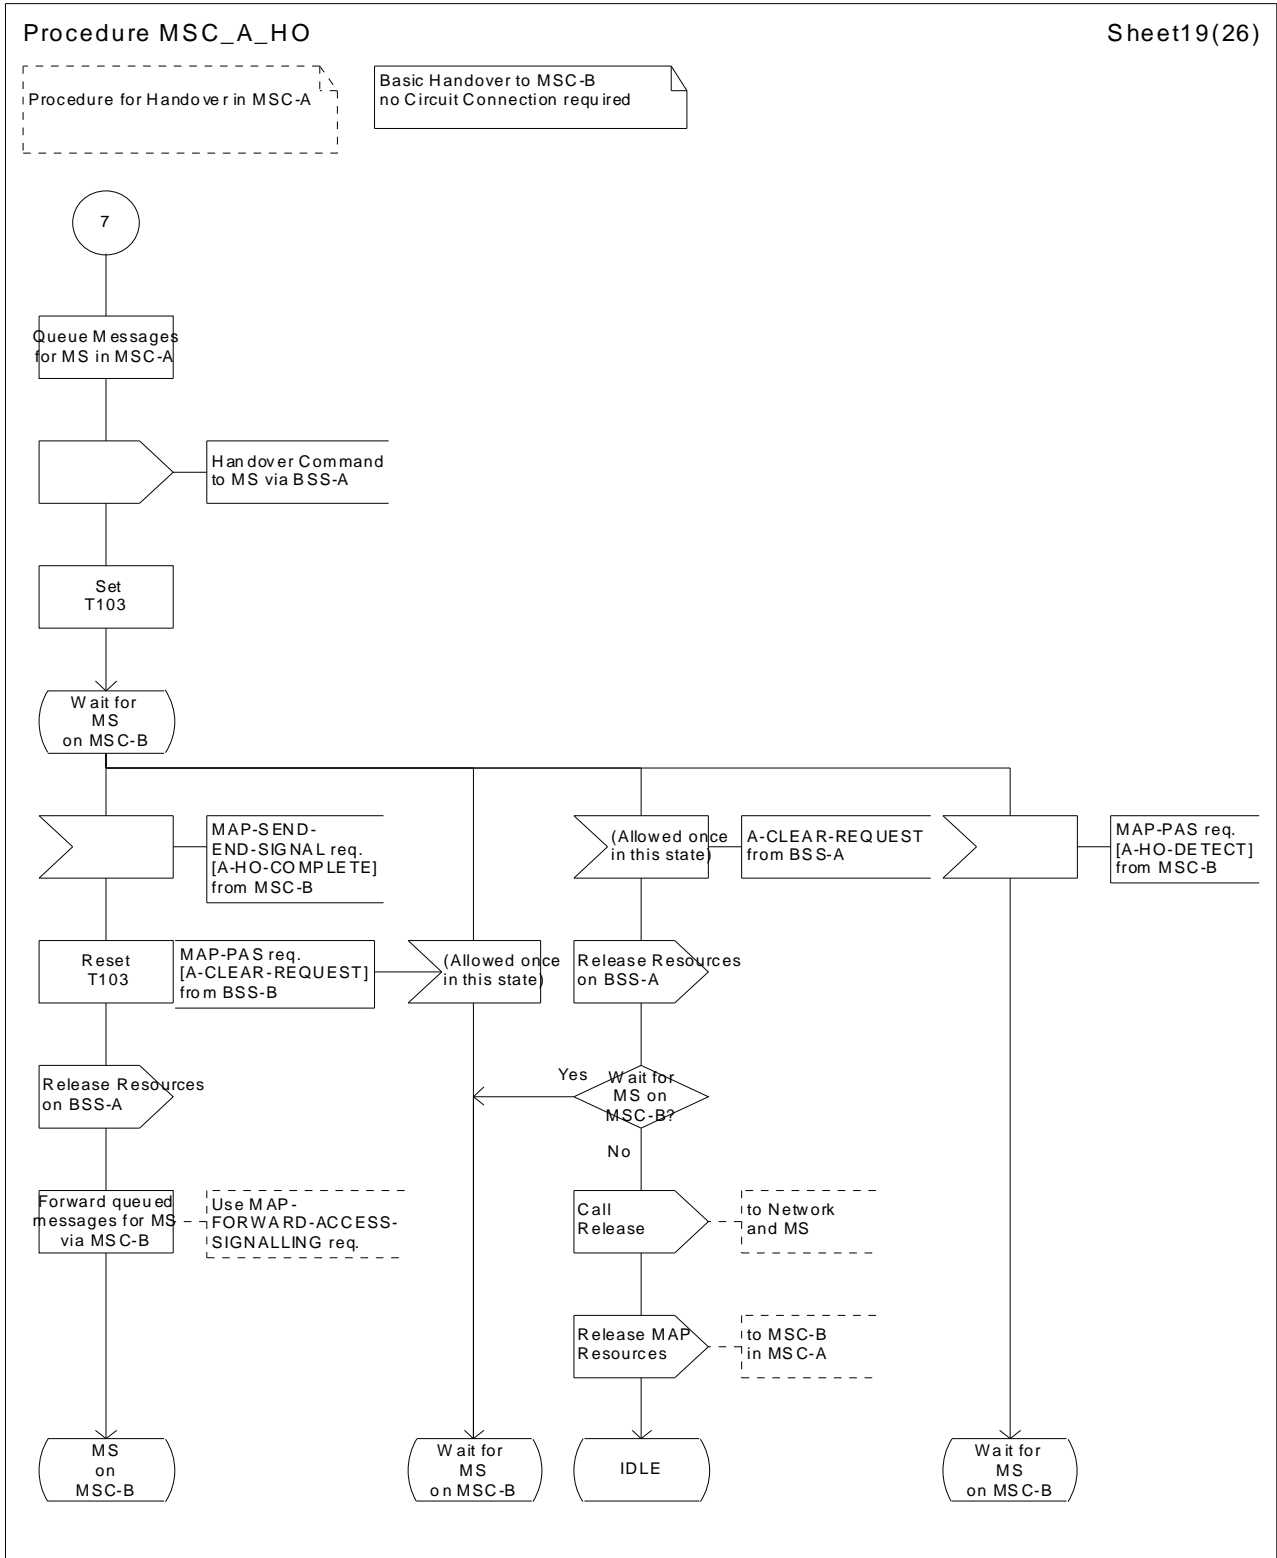 Procedure MSC_A_HO
Sheet19(26)
Procedure for Handover in MSC-A
Basic Handover to MSC-B
no Circuit Connection required
7
Queue Messages
for MS in MSC-A
Handover Command
to MS via BSS-A
Set
T103
Wait for
MS
on MSC-B
MAP-SEND-
END-SIGNAL req.
[A-HO-COMPLETE]
from MSC-B
(Allowed once
in this state)
A-CLEAR-REQUEST
from BSS-A
MAP-PAS req.
[A-HO-DETECT]
from MSC-B
Reset
T103
MAP-PAS req.
[A-CLEAR-REQUEST]
from BSS-B
(Allowed once
in this state)
Release Resources
on BSS-A
Release Resources
on BSS-A
Yes
Wait for
MS on
MSC-B?
No
Forward queued
messages for MS
via MSC-B
Use MAP-
FORWARD-ACCESS-
SIGNALLING req.
Call
Release
to Network
and MS
Release MAP
Resources
to MSC-B
in MSC-A
MS
on
MSC-B
Wait for
MS
on MSC-B
IDLE
Wait for
MS
on MSC-B